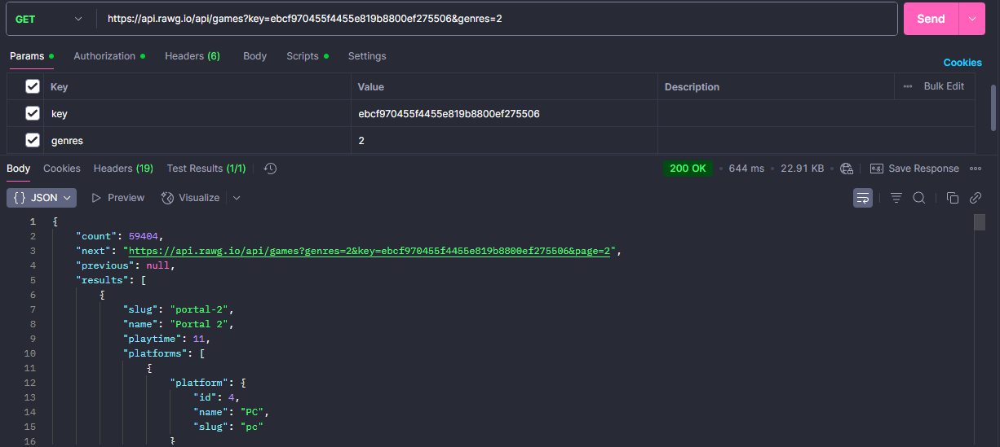 GET https://api.rawg.io/api/games?key=ebcf970455f4455e819b8800ef275506&genres=2 Send
Params Authorization Headers (6) Body Scripts Settings
Cookies
Key Value Description Bulk Edit
key ebcf970455f4455e819b8800ef275506
genres 2
Body Cookies Headers (19) Test Results (1/1) 200 OK 644 ms 22.91 KB e.g. Save Response
{} JSON Preview Visualize
1 {
2 "count": 59404,
3 "next": "https://api.rawg.io/api/games?genres=2&key=ebcf970455f4455e819b8800ef275506&page=2",
4 "previous": null,
5 "results": [
6 {
7 "slug": "portal-2",
8 "name": "Portal 2",
9 "playtime": 11,
10 "platforms": [
11 {
12 "platform": {
13 "id": 4,
14 "name": "PC",
15 "slug": "pc"
16 }